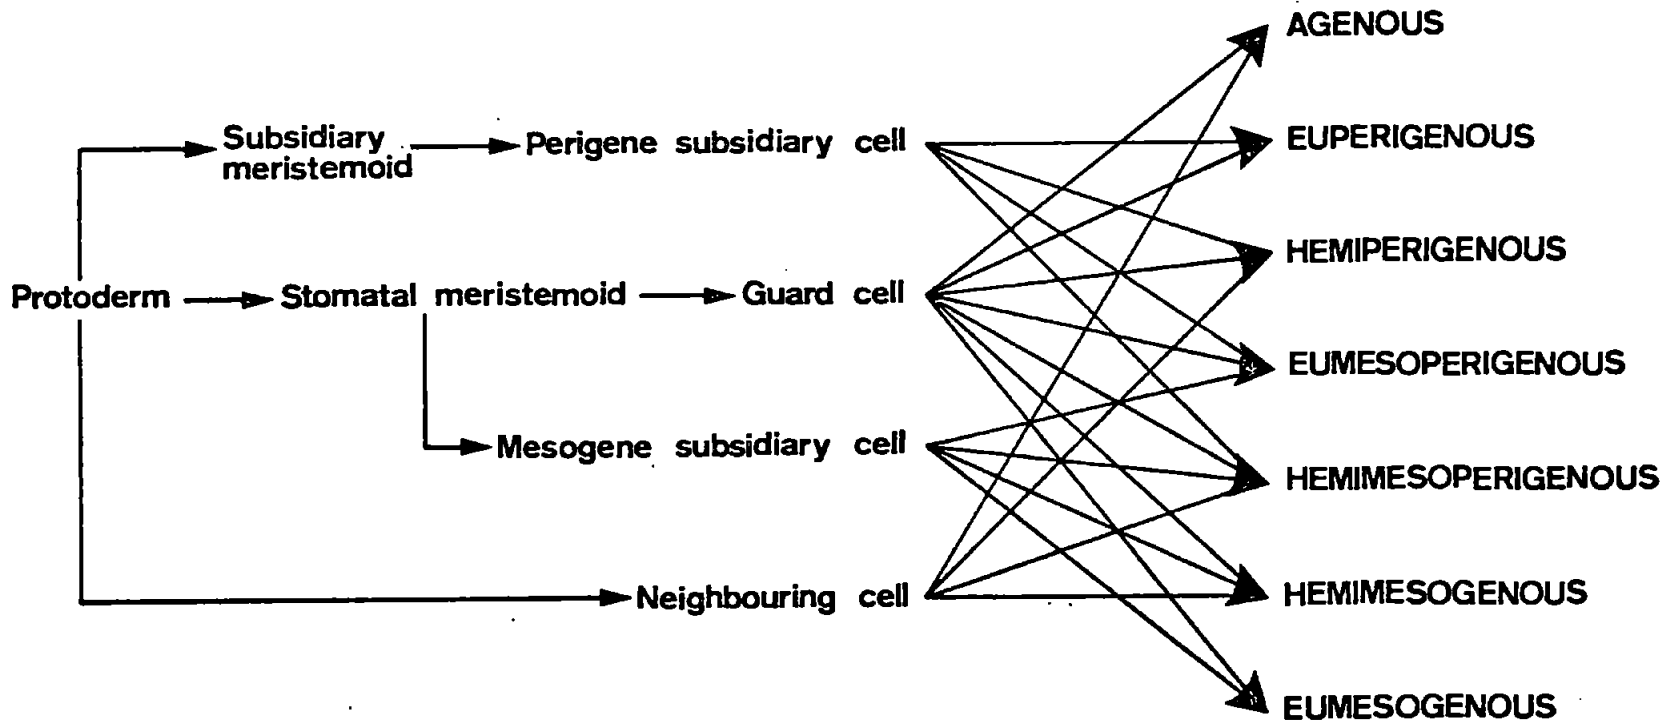 AGENOUS
Subsidiary
meristemoid
Perigene subsidiary cell
EUPERIGENOUS
HEMIPERIGENOUS
Protoderm
Stomatal meristemoid
Guard cell
EUMESOPERIGENOUS
Mesogene subsidiary cell
HEMIMESOPERIGENOUS
Neighbouring cell
HEMIMESOGENOUS
EUMESOGENOUS